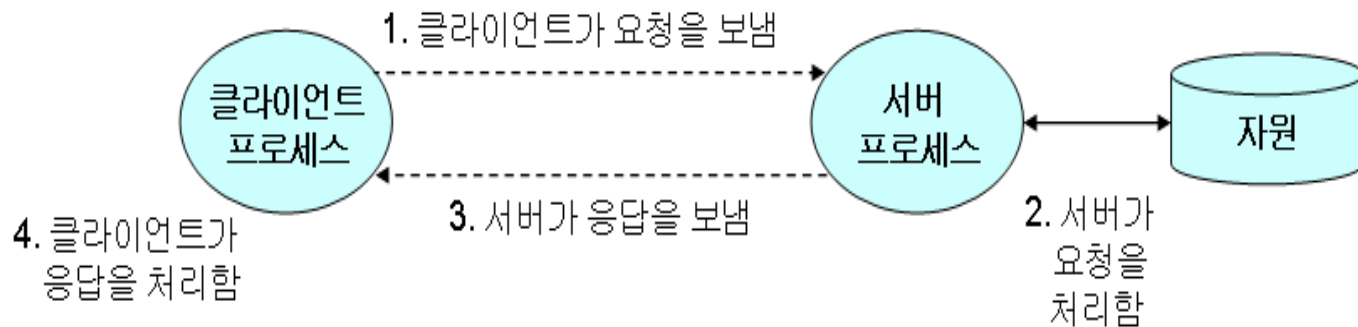 1. 클라이언트가 요청을 보냄
클라이언트
프로세스
서버
프로세스
자원
3. 서버가 응답을 보냄
4. 클라이언트가
응답을 처리함
2. 서버가
요청을
처리함